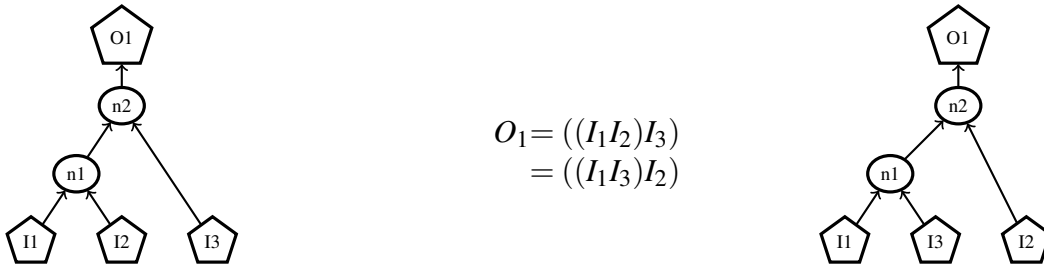 O1
n2
n1
I1 I2 I3
O₁= ((I₁I₂)I₃)
= ((I₁I₃)I₂)
O1
n2
n1
I1 I3 I2